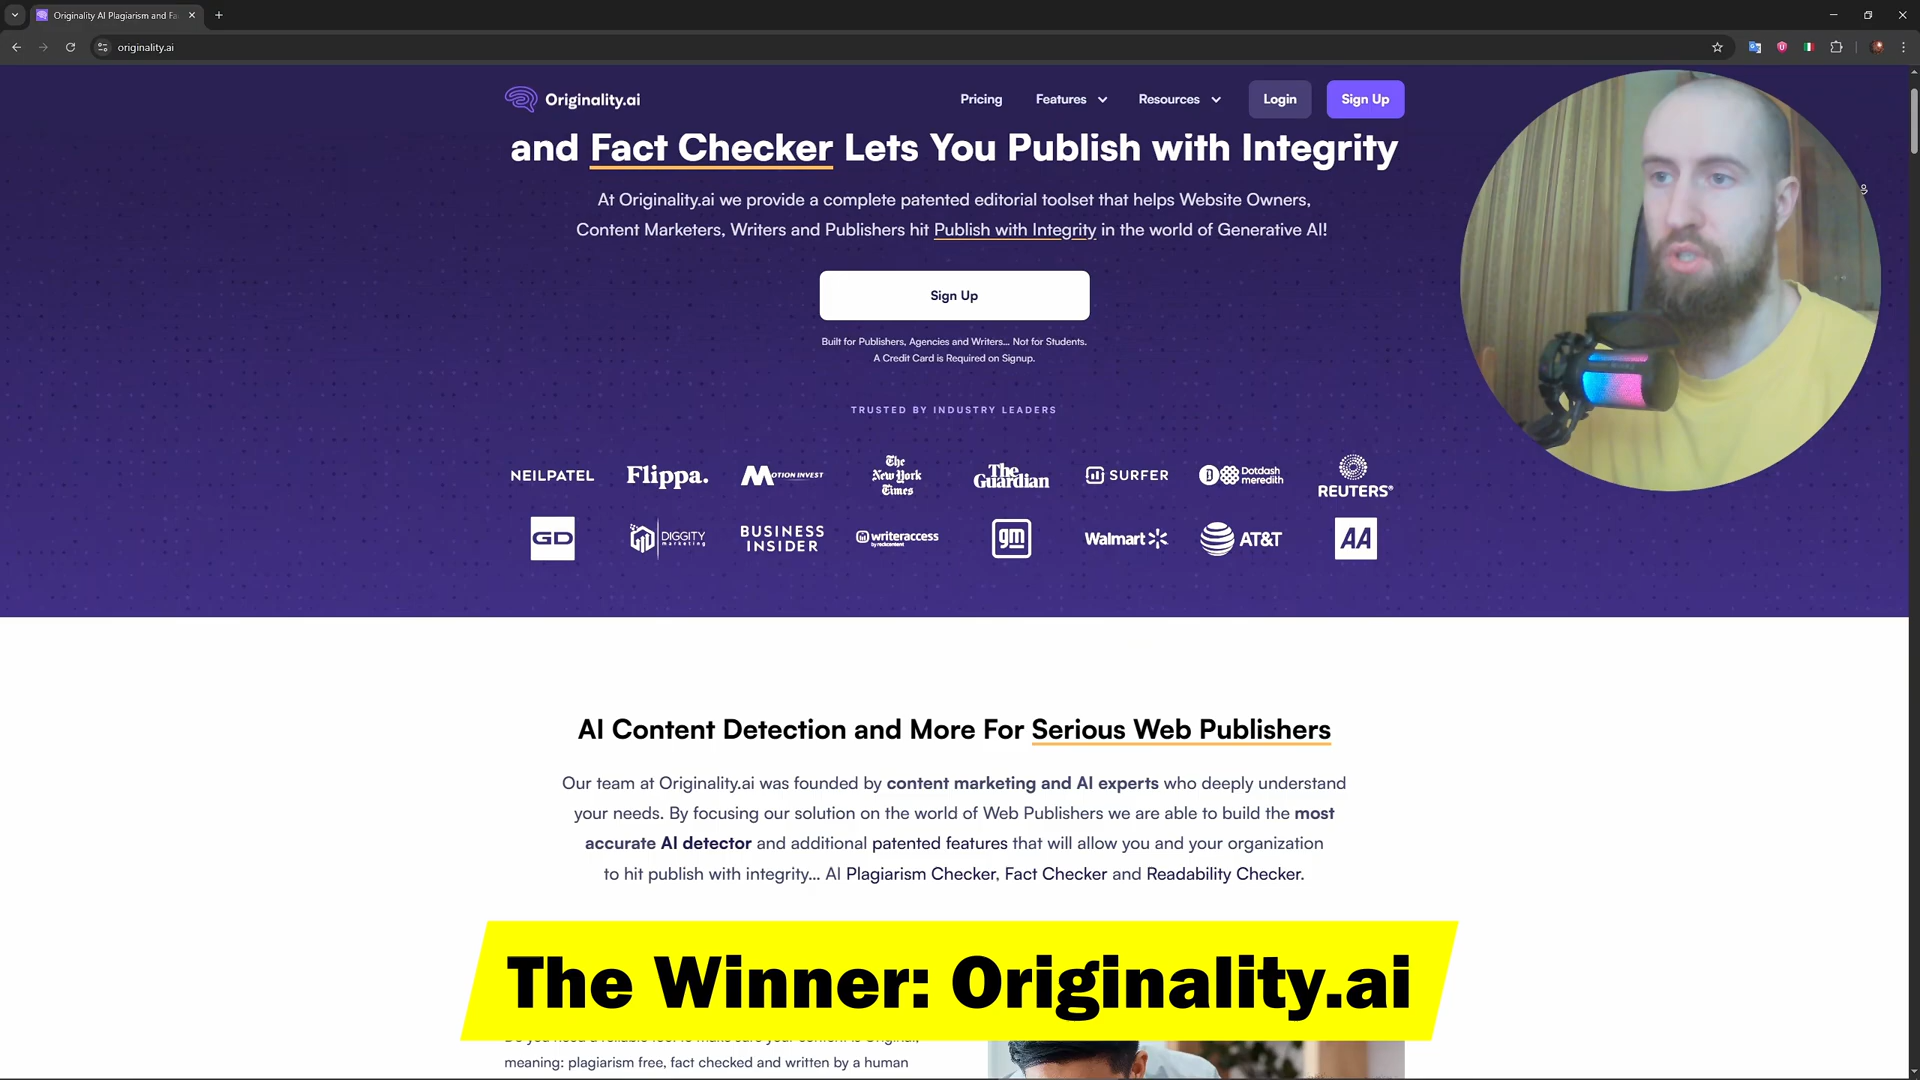 Originality AI Plagiarism and Fa
originality.ai
Originality.ai
Pricing
Features
Resources
Login
Sign Up
and Fact Checker Lets You Publish with Integrity
At Originality.ai we provide a complete patented editorial toolset that helps Website Owners,
Content Marketers, Writers and Publishers hit Publish with Integrity in the world of Generative AI!
Sign Up
Built for Publishers, Agencies and Writers... Not for Students.
A Credit Card is Required on Signup.
TRUSTED BY INDUSTRY LEADERS
NEILPATEL
Flippa.
MOTION INVEST
The
New York
Times
The
Guardian
SURFER
Dotdash
meredith
REUTERS®
GD
DIGGITY
marketing
BUSINESS
INSIDER
writeraccess
by rockcontent
gm
Walmart
AT&T
AA
AI Content Detection and More For Serious Web Publishers
Our team at Originality.ai was founded by content marketing and AI experts who deeply understand
your needs. By focusing our solution on the world of Web Publishers we are able to build the most
accurate AI detector and additional patented features that will allow you and your organization
to hit publish with integrity... AI Plagiarism Checker, Fact Checker and Readability Checker.
The Winner: Originality.ai
meaning: plagiarism free, fact checked and written by a human